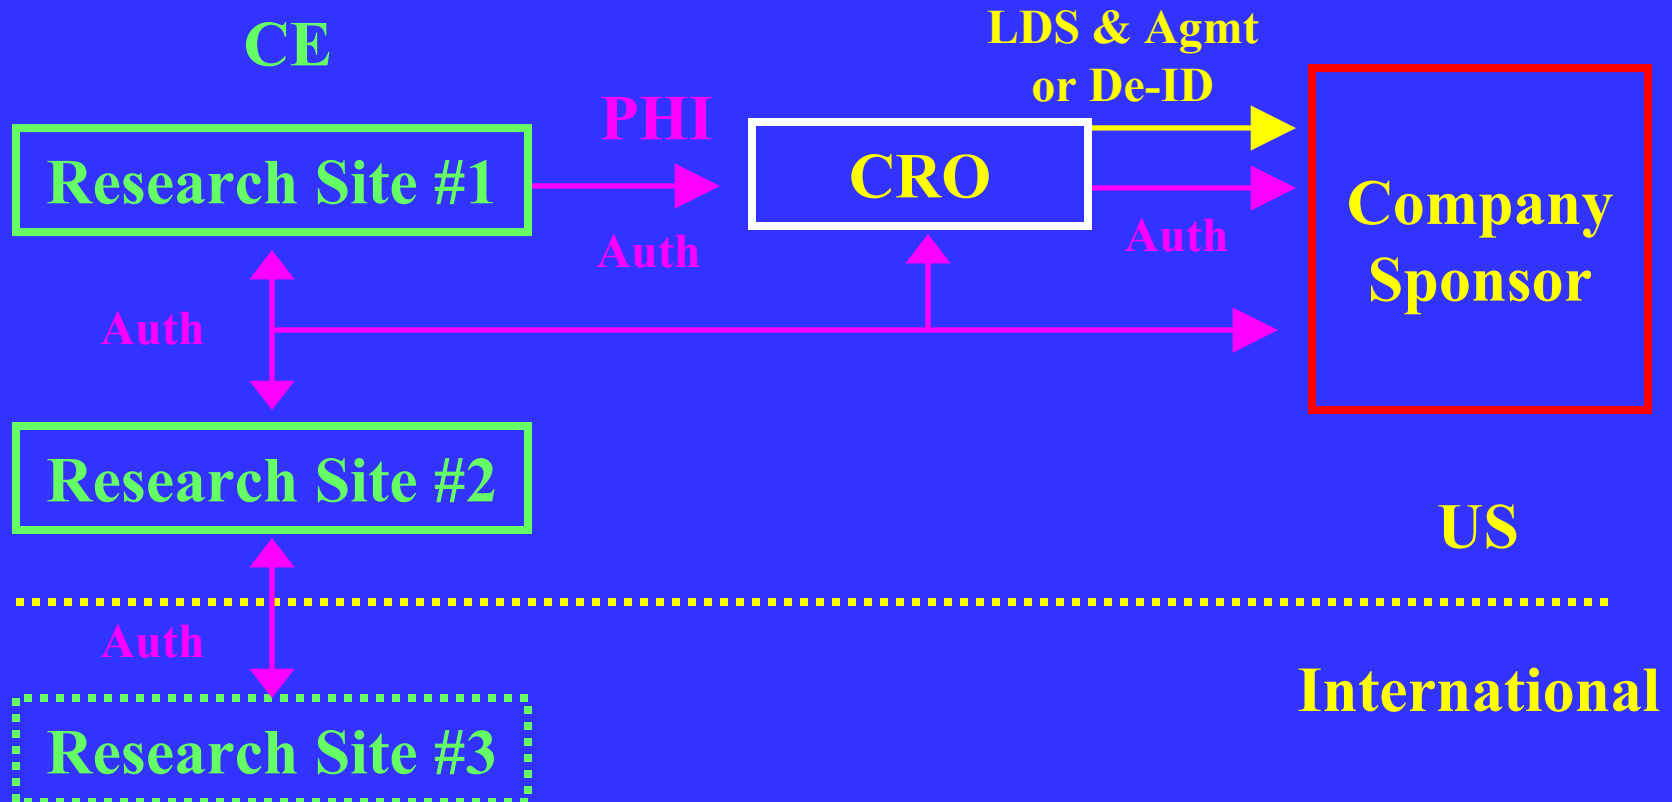 CE
LDS & Agmt
or De-ID
PHI
Research Site #1
CRO
Company
Sponsor
Auth
Auth
Auth
Research Site #2
US
Auth
International
Research Site #3